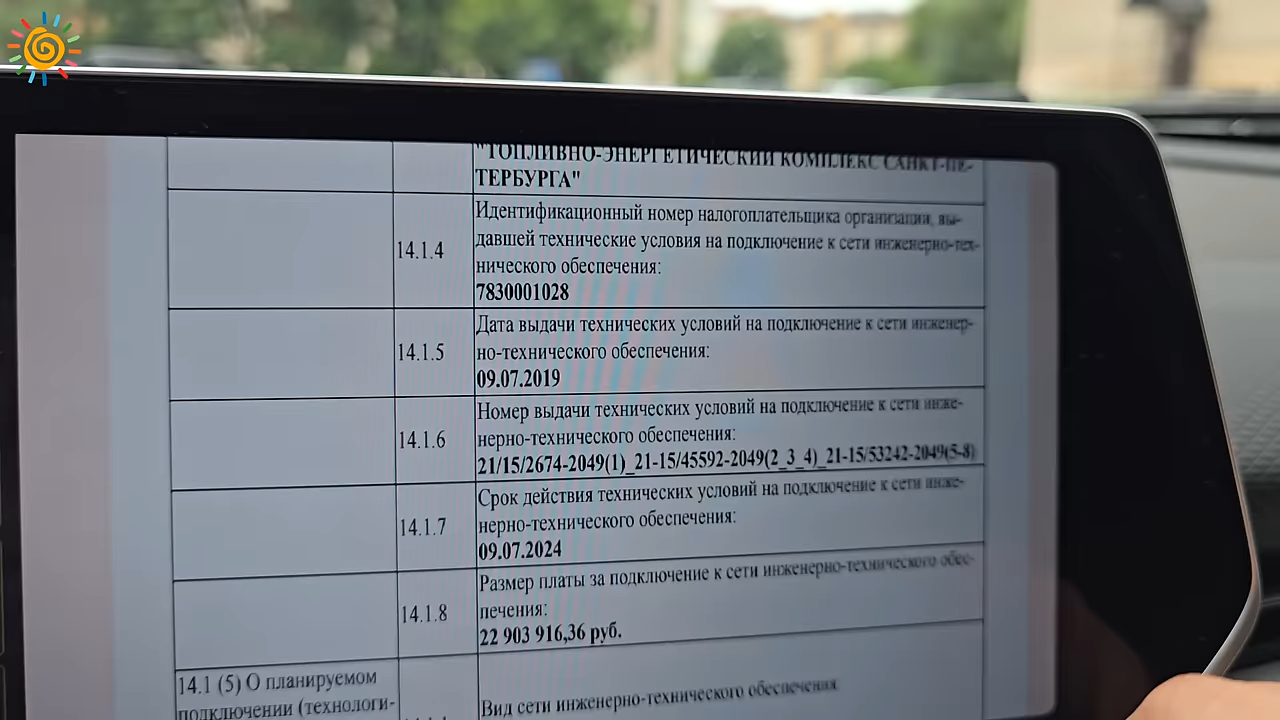 "ТОПЛИВНО-ЭНЕРГЕТИЧЕСКИЙ КОМПЛЕКС САНКТ-ПЕ-
ТЕРБУРГА"
14.1.4
Идентификационный номер налогоплательщика организации, вы-
давшей технические условия на подключение к сети инженерно-тех-
нического обеспечения:
7830001028
14.1.5
Дата выдачи технических условий на подключение к сети инженер-
но-технического обеспечения:
09.07.2019
14.1.6
Номер выдачи технических условий на подключение к сети инже-
нерно-технического обеспечения:
21/15/2674-2049(1)_21-15/45592-2049(2_3_4)_21-15/53242-2049(5-8)
14.1.7
Срок действия технических условий на подключение к сети инже-
нерно-технического обеспечения:
09.07.2024
14.1.8
Размер платы за подключение к сети инженерно-технического обес-
печения:
22 903 916,36 руб.
14.1 (5) О планируемом
подключении (технологи-
Вид сети инженерно-технического обеспечения